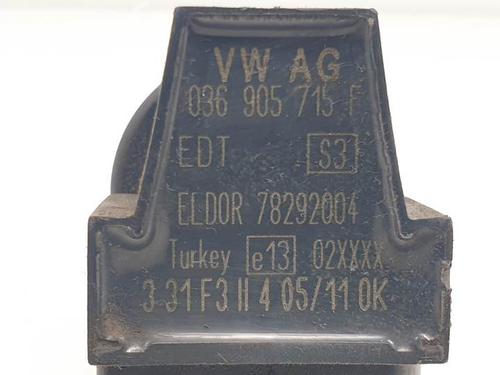 VW AG
036 905 715 F
EDT S3
ELDOR 78292004
Turkey e13 02XXXX
3 31 F3 II 4 05/11 OK